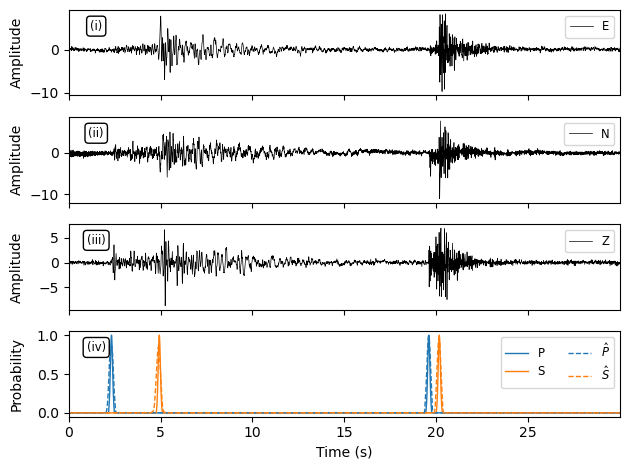 (i)
E
Amplitude
0
−10
(ii)
N
Amplitude
0
−10
(iii)
Z
Amplitude
5
0
−5
(iv)
P
S
P̂
Ŝ
Probability
1.0
0.5
0.0
0 5 10 15 20 25
Time (s)